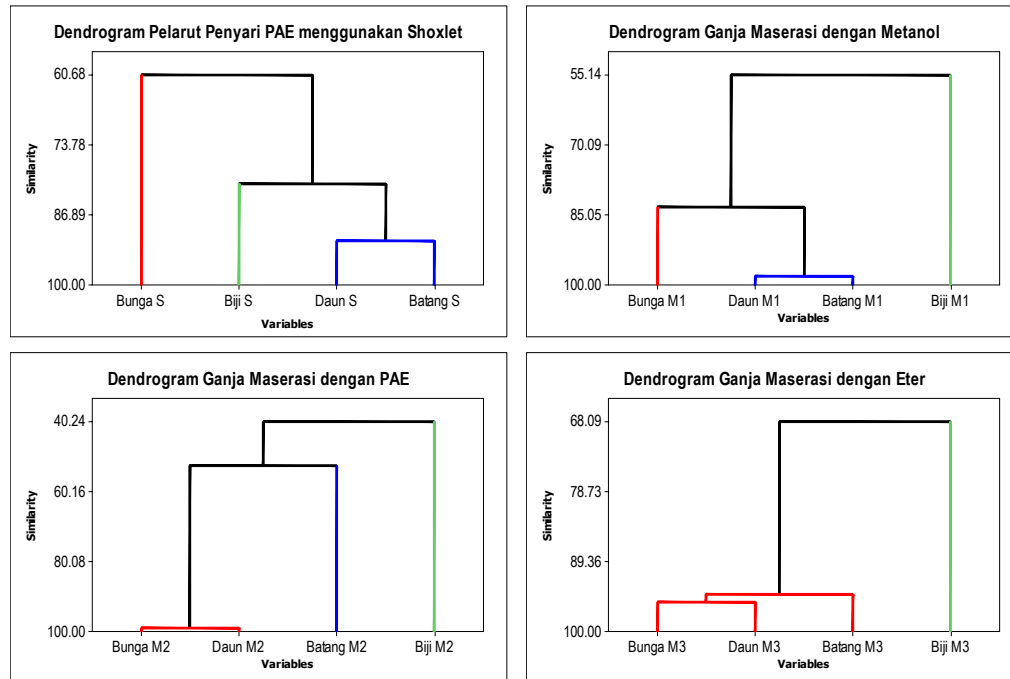 Dendrogram Pelarut Penyari PAE menggunakan Shoxlet
60.68
73.78
86.89
100.00
Similarity
Bunga S
Biji S
Daun S
Batang S
Variables
Dendrogram Ganja Maserasi dengan Metanol
55.14
70.09
85.05
100.00
Similarity
Bunga M1
Daun M1
Batang M1
Biji M1
Variables
Dendrogram Ganja Maserasi dengan PAE
40.24
60.16
80.08
100.00
Similarity
Bunga M2
Daun M2
Batang M2
Biji M2
Variables
Dendrogram Ganja Maserasi dengan Eter
68.09
78.73
89.36
100.00
Similarity
Bunga M3
Daun M3
Batang M3
Biji M3
Variables